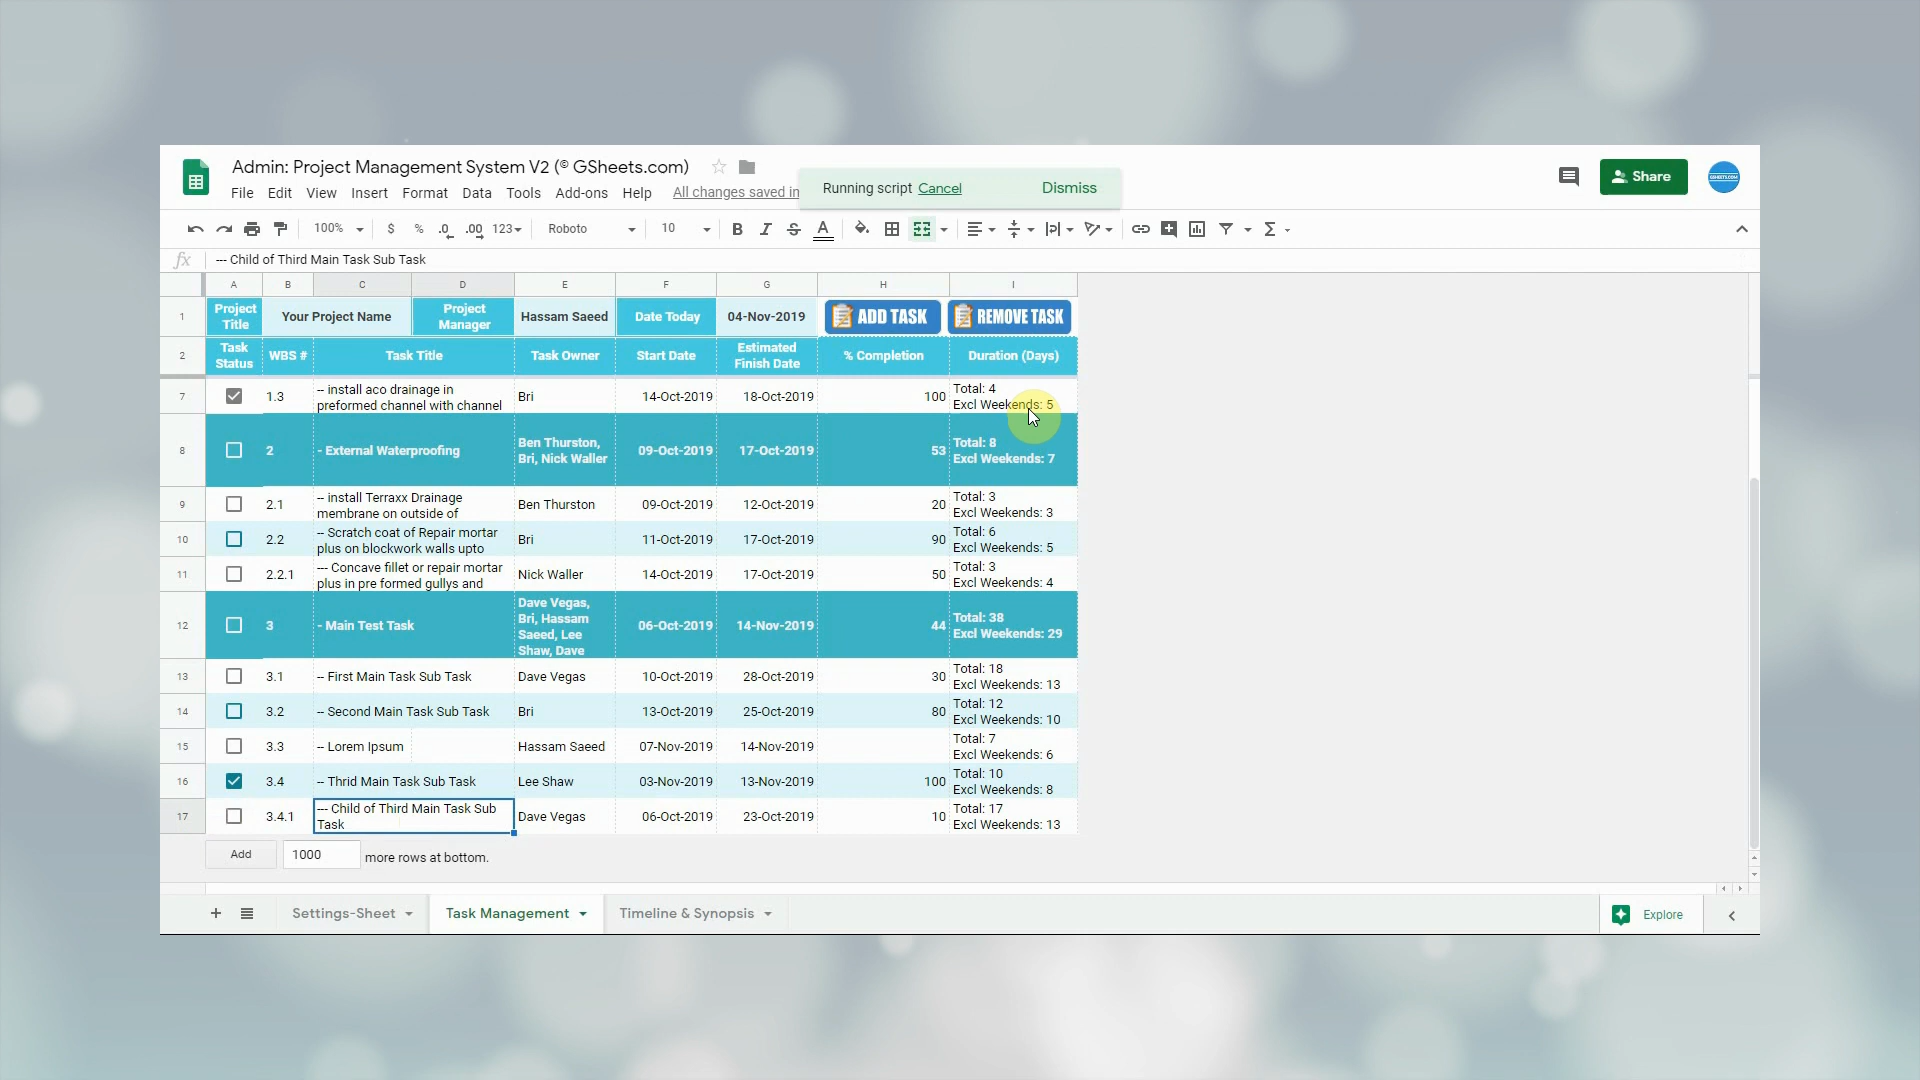 Admin: Project Management System V2 (© GSheets.com)
File Edit View Insert Format Data Tools Add-ons Help All changes saved in
Running script Cancel Dismiss
Share
GSHEETS.COM
100% $ % .0 .00 123 Roboto 10 B I S A
fx --- Child of Third Main Task Sub Task
A B C D E F G H I
1 Project Title Your Project Name Project Manager Hassam Saeed Date Today 04-Nov-2019 ADD TASK REMOVE TASK
2 Task Status WBS # Task Title Task Owner Start Date Estimated Finish Date % Completion Duration (Days)
7 1.3 -- install aco drainage in preformed channel with channel Bri 14-Oct-2019 18-Oct-2019 100 Total: 4 Excl Weekends: 5
8 2 - External Waterproofing Ben Thurston, Bri, Nick Waller 09-Oct-2019 17-Oct-2019 53 Total: 8 Excl Weekends: 7
9 2.1 -- install Terraxx Drainage membrane on outside of Ben Thurston 09-Oct-2019 12-Oct-2019 20 Total: 3 Excl Weekends: 3
10 2.2 -- Scratch coat of Repair mortar plus on blockwork walls upto Bri 11-Oct-2019 17-Oct-2019 90 Total: 6 Excl Weekends: 5
11 2.2.1 --- Concave fillet or repair mortar plus in pre formed gullys and Nick Waller 14-Oct-2019 17-Oct-2019 50 Total: 3 Excl Weekends: 4
12 3 - Main Test Task Dave Vegas, Bri, Hassam Saeed, Lee Shaw, Dave 06-Oct-2019 14-Nov-2019 44 Total: 38 Excl Weekends: 29
13 3.1 -- First Main Task Sub Task Dave Vegas 10-Oct-2019 28-Oct-2019 30 Total: 18 Excl Weekends: 13
14 3.2 -- Second Main Task Sub Task Bri 13-Oct-2019 25-Oct-2019 80 Total: 12 Excl Weekends: 10
15 3.3 -- Lorem Ipsum Hassam Saeed 07-Nov-2019 14-Nov-2019 Total: 7 Excl Weekends: 6
16 3.4 -- Thrid Main Task Sub Task Lee Shaw 03-Nov-2019 13-Nov-2019 100 Total: 10 Excl Weekends: 8
17 3.4.1 --- Child of Third Main Task Sub Task Dave Vegas 06-Oct-2019 23-Oct-2019 10 Total: 17 Excl Weekends: 13
Add 1000 more rows at bottom.
Settings-Sheet Task Management Timeline & Synopsis Explore